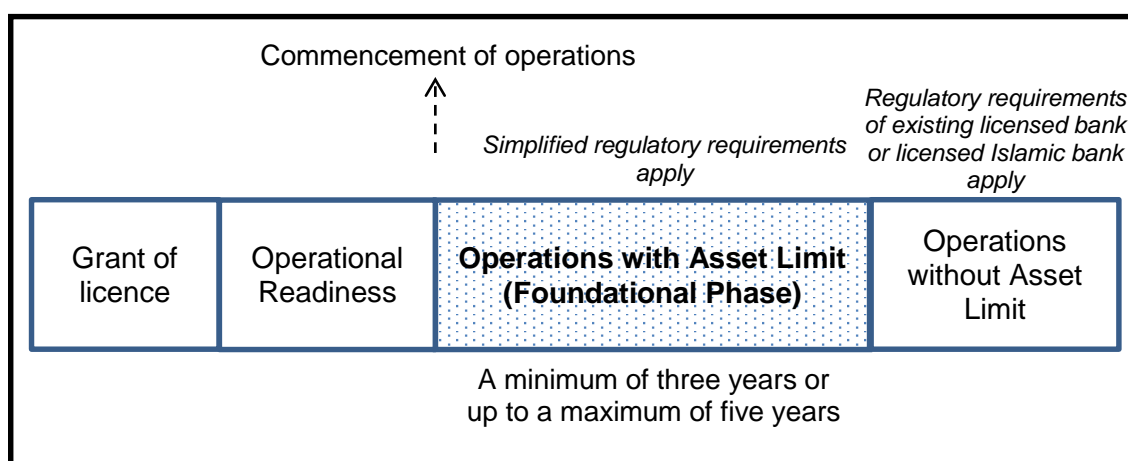 Commencement of operations
Simplified regulatory requirements
apply
Regulatory requirements
of existing licensed bank
or licensed Islamic bank
apply
Grant of
licence
Operational
Readiness
Operations with Asset Limit
(Foundational Phase)
Operations
without Asset
Limit
A minimum of three years or
up to a maximum of five years